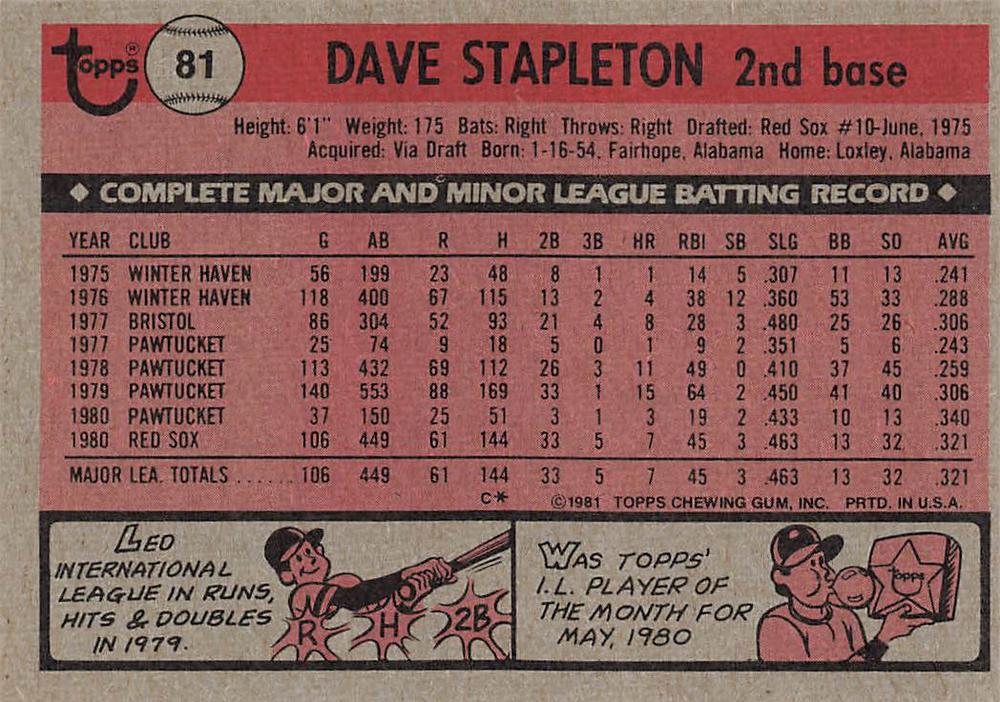 topps® 81 DAVE STAPLETON 2nd base
Height: 6'1" Weight: 175 Bats: Right Throws: Right Drafted: Red Sox #10-June, 1975
Acquired: Via Draft Born: 1-16-54, Fairhope, Alabama Home: Loxley, Alabama
◆ COMPLETE MAJOR AND MINOR LEAGUE BATTING RECORD ◆
YEAR CLUB G AB R H 2B 3B HR RBI SB SLG BB SO AVG
1975 WINTER HAVEN 56 199 23 48 8 1 1 14 5 .307 11 13 .241
1976 WINTER HAVEN 118 400 67 115 13 2 4 38 12 .360 53 33 .288
1977 BRISTOL 86 304 52 93 21 4 8 28 3 .480 25 26 .306
1977 PAWTUCKET 25 74 9 18 5 0 1 9 2 .351 5 6 .243
1978 PAWTUCKET 113 432 69 112 26 3 11 49 0 .410 37 45 .259
1979 PAWTUCKET 140 553 88 169 33 1 15 64 2 .450 41 40 .306
1980 PAWTUCKET 37 150 25 51 3 1 3 19 2 .433 10 13 .340
1980 RED SOX 106 449 61 144 33 5 7 45 3 .463 13 32 .321
MAJOR LEA. TOTALS ...... 106 449 61 144 33 5 7 45 3 .463 13 32 .321
C* ©1981 TOPPS CHEWING GUM, INC. PRTD. IN U.S.A.
LED
INTERNATIONAL
LEAGUE IN RUNS,
HITS & DOUBLES
IN 1979.
R H 2B
WAS TOPPS'
I.L. PLAYER OF
THE MONTH FOR
MAY, 1980
Topps